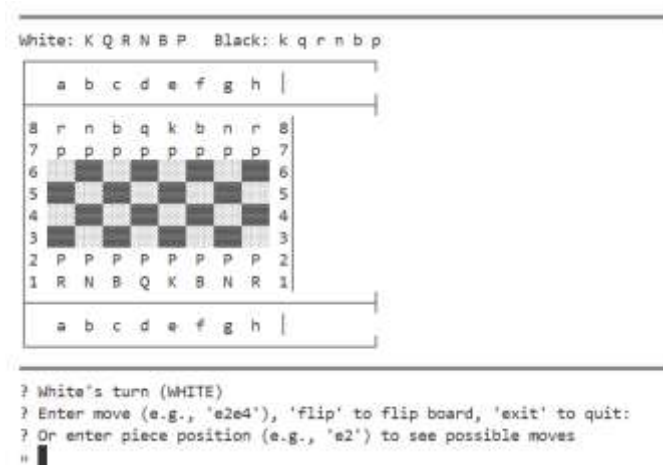 White: K Q R N B P   Black: k q r n b p
a b c d e f g h
8 r n b q k b n r 8
7 p p p p p p p p 7
6 6
5 5
4 4
3 3
2 P P P P P P P P 2
1 R N B Q K B N R 1
a b c d e f g h
? White's turn (WHITE)
? Enter move (e.g., 'e2e4'), 'flip' to flip board, 'exit' to quit:
? Or enter piece position (e.g., 'e2') to see possible moves